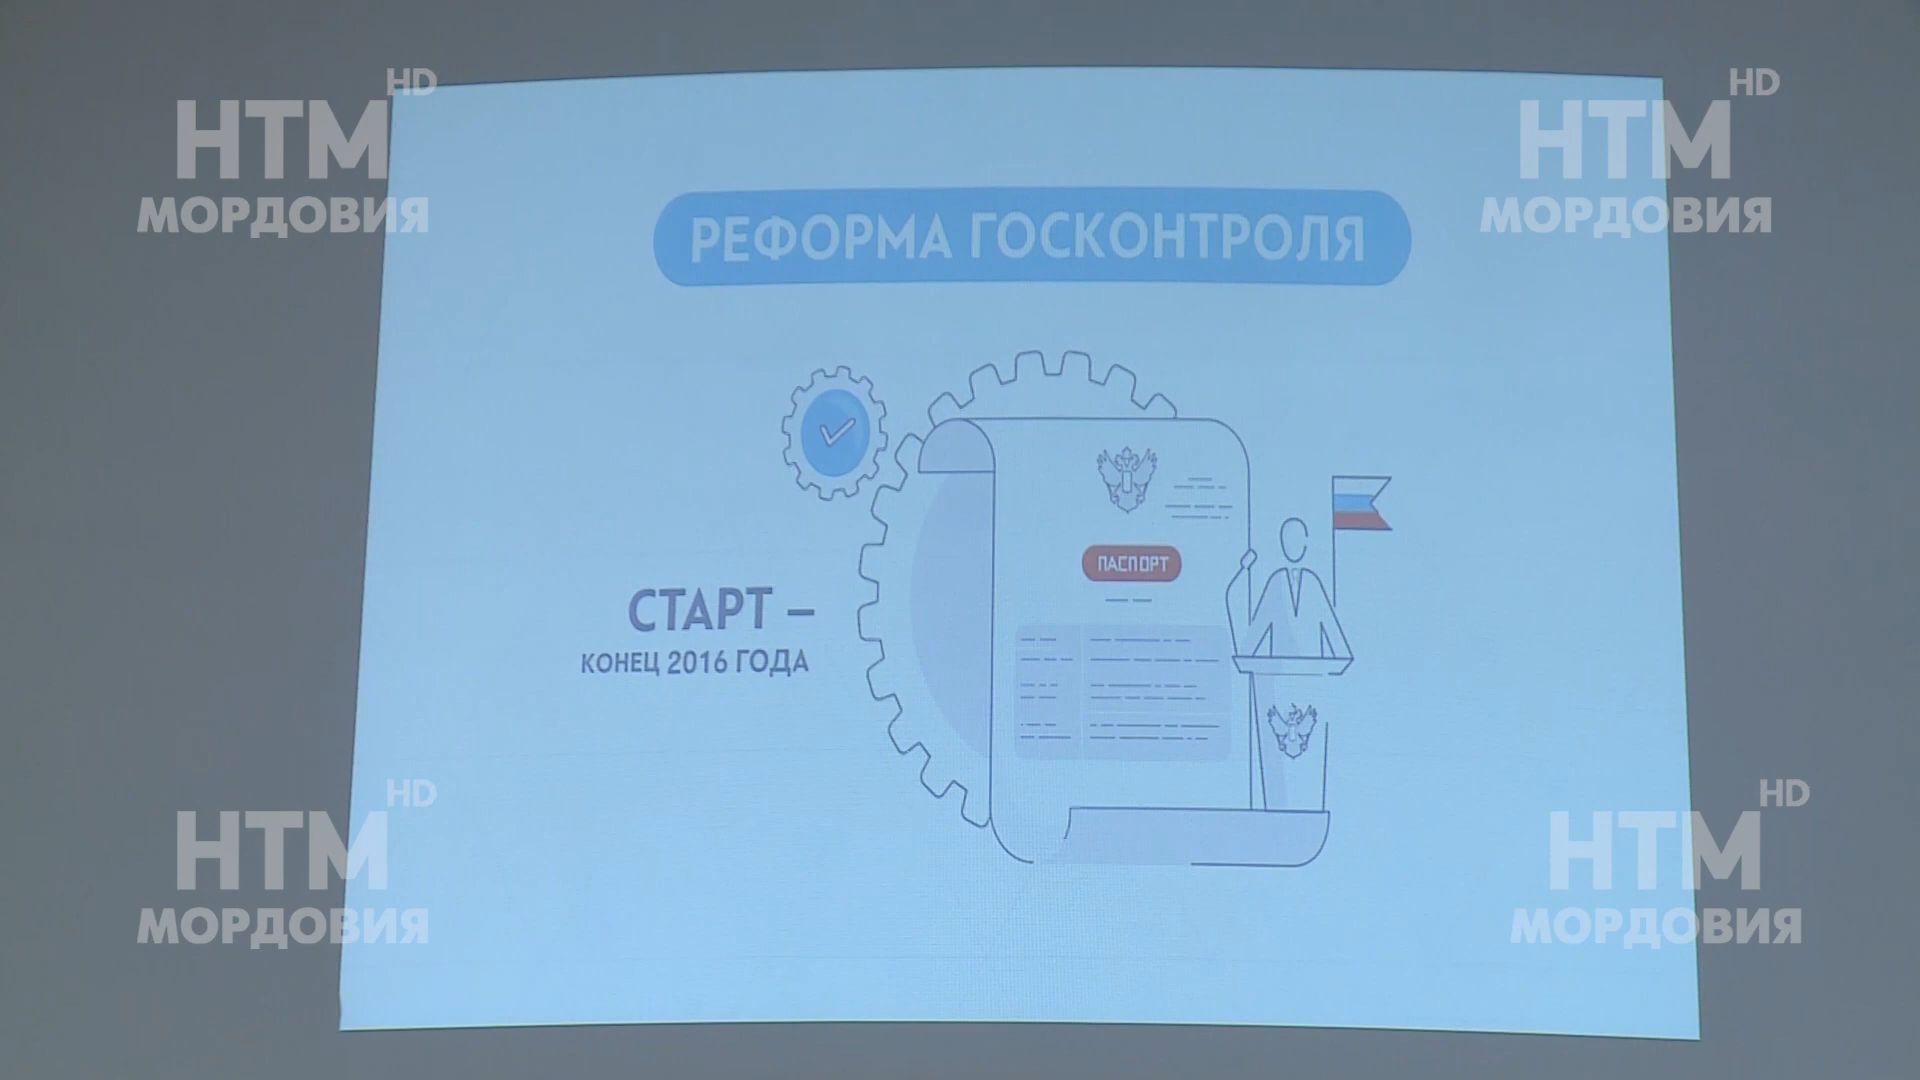 HD
НТМ
МОРДОВИЯ
HD
НТМ
МОРДОВИЯ
РЕФОРМА ГОСКОНТРОЛЯ
ПАСПОРТ
СТАРТ –
КОНЕЦ 2016 ГОДА
HD
НТМ
МОРДОВИЯ
HD
НТМ
МОРДОВИЯ